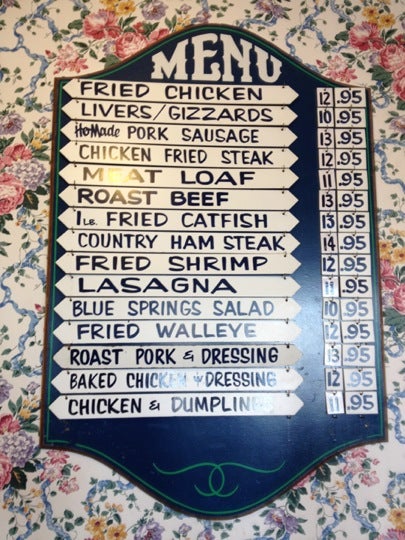 MENU
FRIED CHICKEN 12 .95
LIVERS/GIZZARDS 10 .95
HoMade PORK SAUSAGE 13 .95
CHICKEN FRIED STEAK 12 .95
MEAT LOAF 11 .95
ROAST BEEF 13 .95
1 LB. FRIED CATFISH 13 .95
COUNTRY HAM STEAK 14 .95
FRIED SHRIMP 12 .95
LASAGNA 11 .95
BLUE SPRINGS SALAD 10 .95
FRIED WALLEYE 12 .95
ROAST PORK & DRESSING 13 .95
BAKED CHICKEN & DRESSING 12 .95
CHICKEN & DUMPLINGS 11 .95